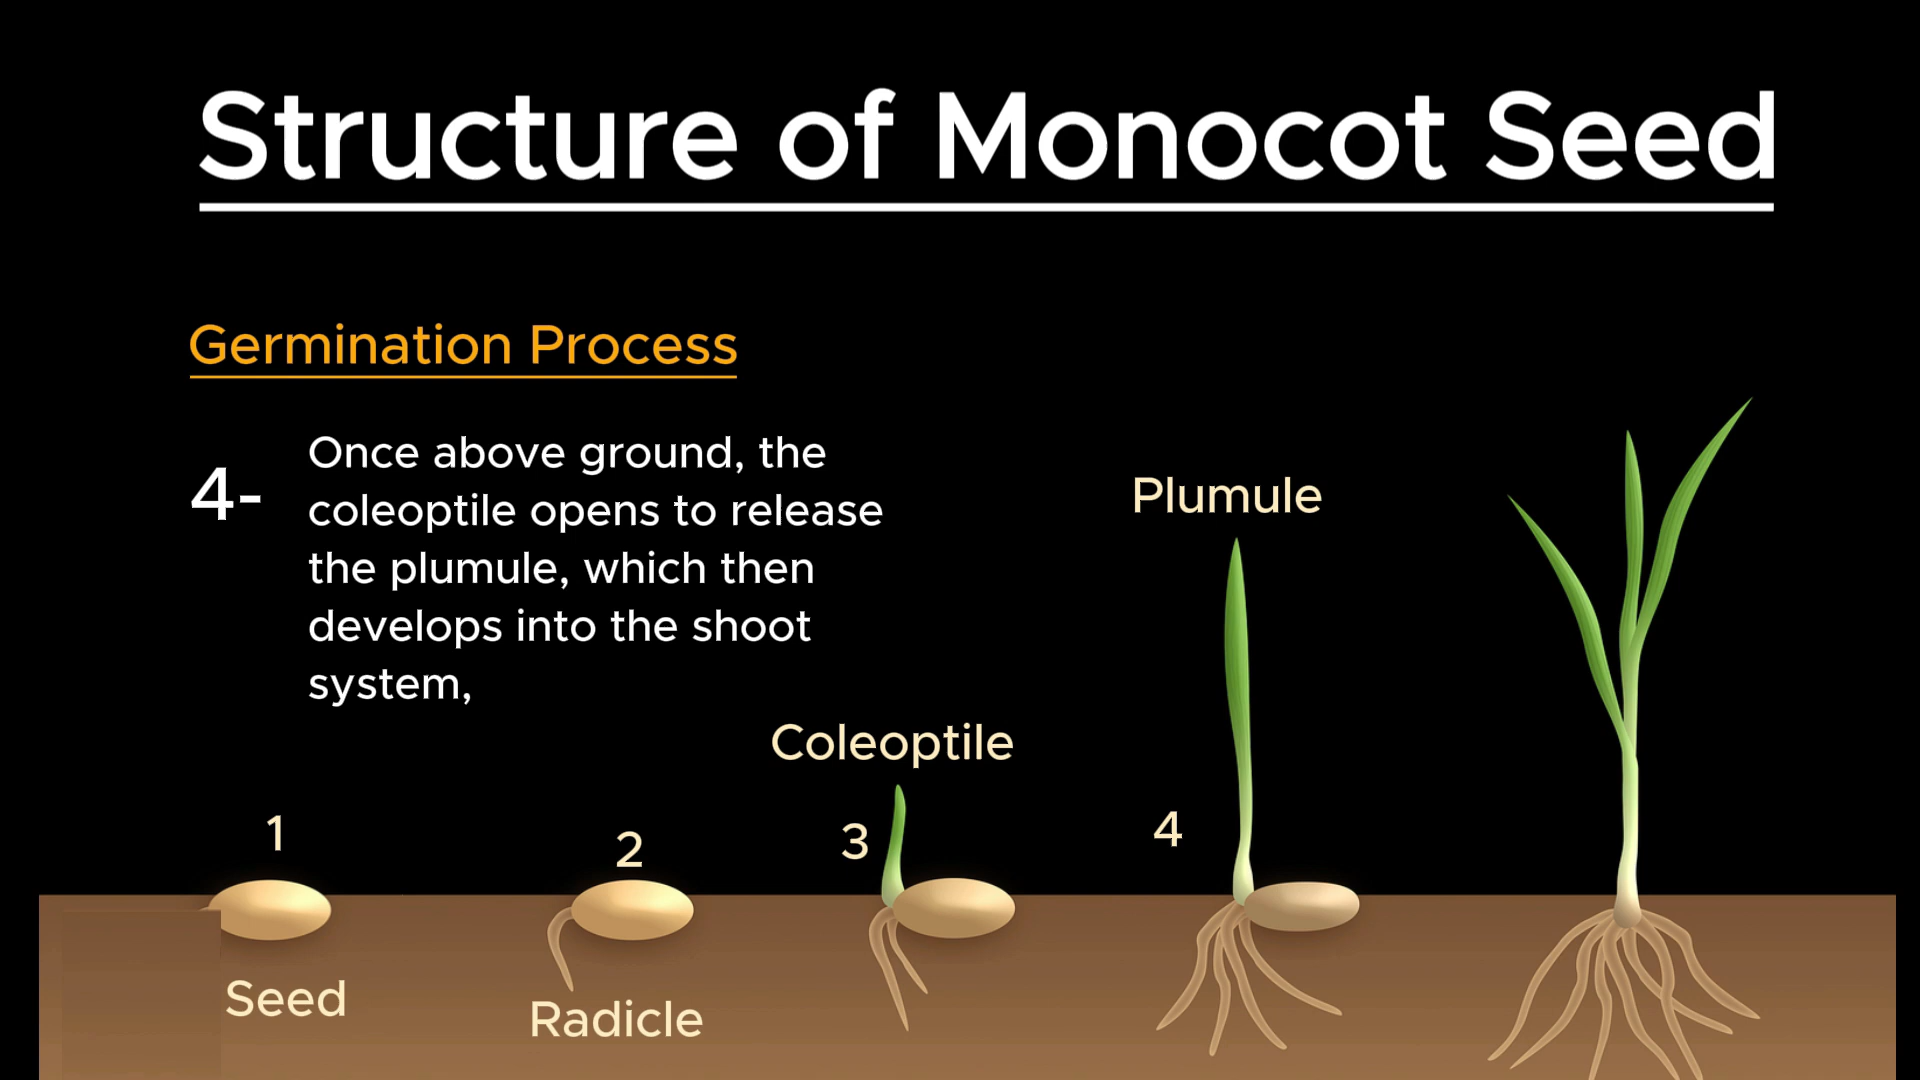 Structure of Monocot Seed
Germination Process
4-
Once above ground, the
coleoptile opens to release
the plumule, which then
develops into the shoot
system,
Plumule
Coleoptile
1
2
3
4
Seed
Radicle